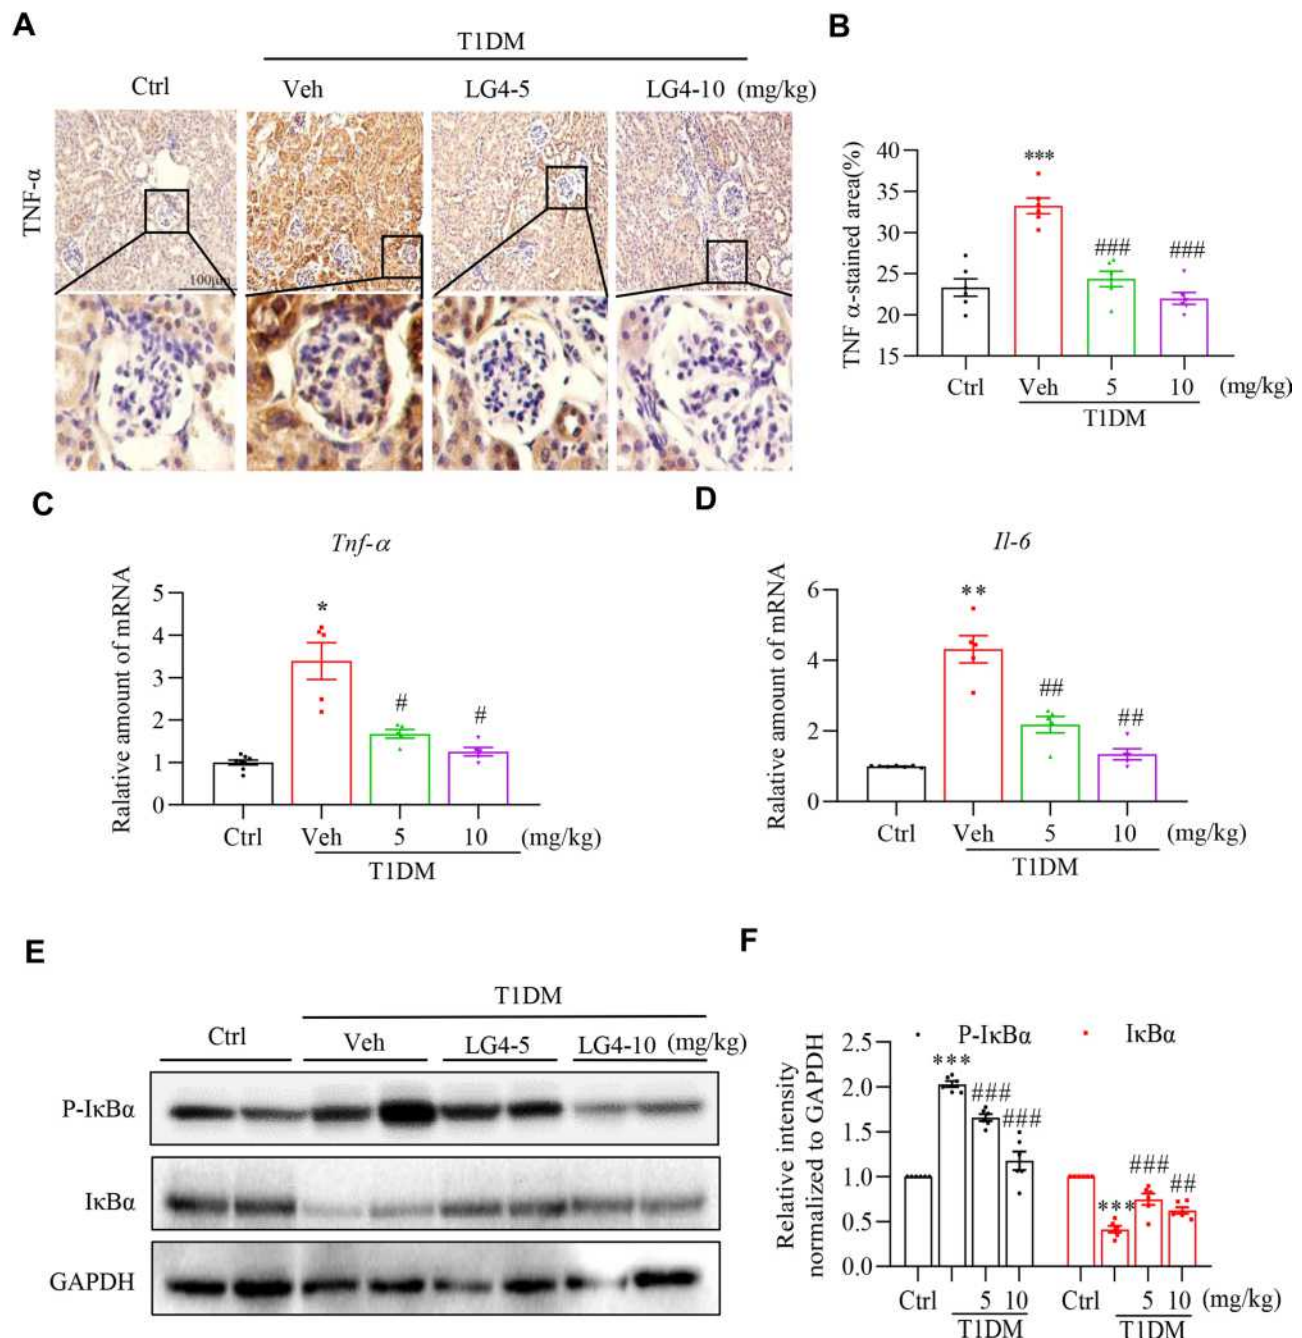 A
T1DM
Ctrl Veh LG4-5 LG4-10 (mg/kg)
TNF-α
100μm
B
TNF α-stained area(%)
40
35
30
25
20
15
***
###
###
Ctrl Veh 5 10 (mg/kg)
T1DM
C
Tnf-α
Ralative amount of mRNA
5
4
3
2
1
0
*
#
#
Ctrl Veh 5 10 (mg/kg)
T1DM
D
Il-6
Ralative amount of mRNA
6
4
2
0
**
##
##
Ctrl Veh 5 10 (mg/kg)
T1DM
E
T1DM
Ctrl Veh LG4-5 LG4-10 (mg/kg)
P-IκBα
IκBα
GAPDH
F
P-IκBα IκBα
Relative intensity
normalized to GAPDH
2.5
2.0
1.5
1.0
0.5
0.0
***
###
###
***
###
##
Ctrl 5 10 Ctrl 5 10 (mg/kg)
T1DM T1DM